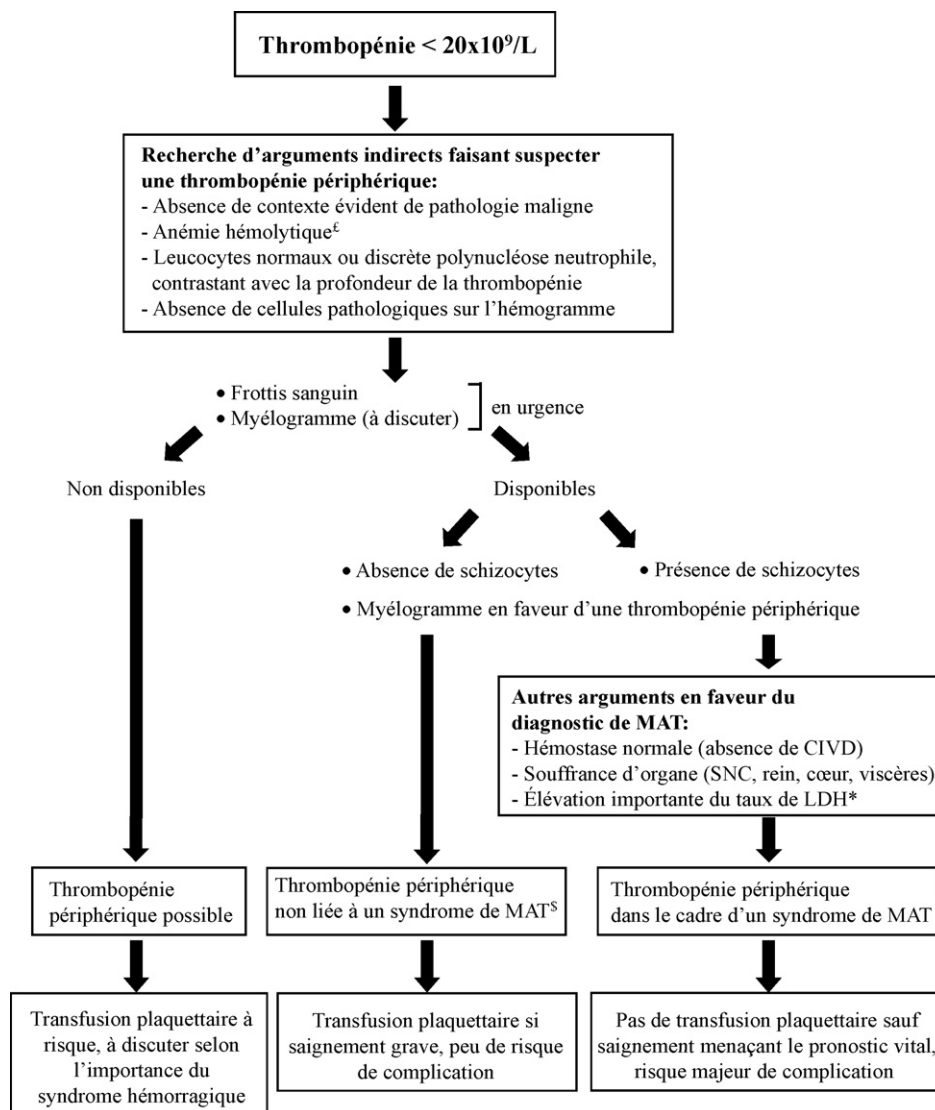 Thrombopénie < 20x10⁹/L
Recherche d’arguments indirects faisant suspecter
une thrombopénie périphérique:
- Absence de contexte évident de pathologie maligne
- Anémie hémolytique£
- Leucocytes normaux ou discrète polynucléose neutrophile,
contrastant avec la profondeur de la thrombopénie
- Absence de cellules pathologiques sur l’hémogramme
• Frottis sanguin
• Myélogramme (à discuter)
en urgence
Non disponibles
Disponibles
• Absence de schizocytes
• Présence de schizocytes
• Myélogramme en faveur d’une thrombopénie périphérique
Autres arguments en faveur du
diagnostic de MAT:
- Hémostase normale (absence de CIVD)
- Souffrance d’organe (SNC, rein, cœur, viscères)
- Élévation importante du taux de LDH*
Thrombopénie
périphérique possible
Thrombopénie périphérique
non liée à un syndrome de MAT$
Thrombopénie périphérique
dans le cadre d’un syndrome de MAT
Transfusion plaquettaire à
risque, à discuter selon
l’importance du
syndrome hémorragique
Transfusion plaquettaire si
saignement grave, peu de risque
de complication
Pas de transfusion plaquettaire sauf
saignement menaçant le pronostic vital,
risque majeur de complication